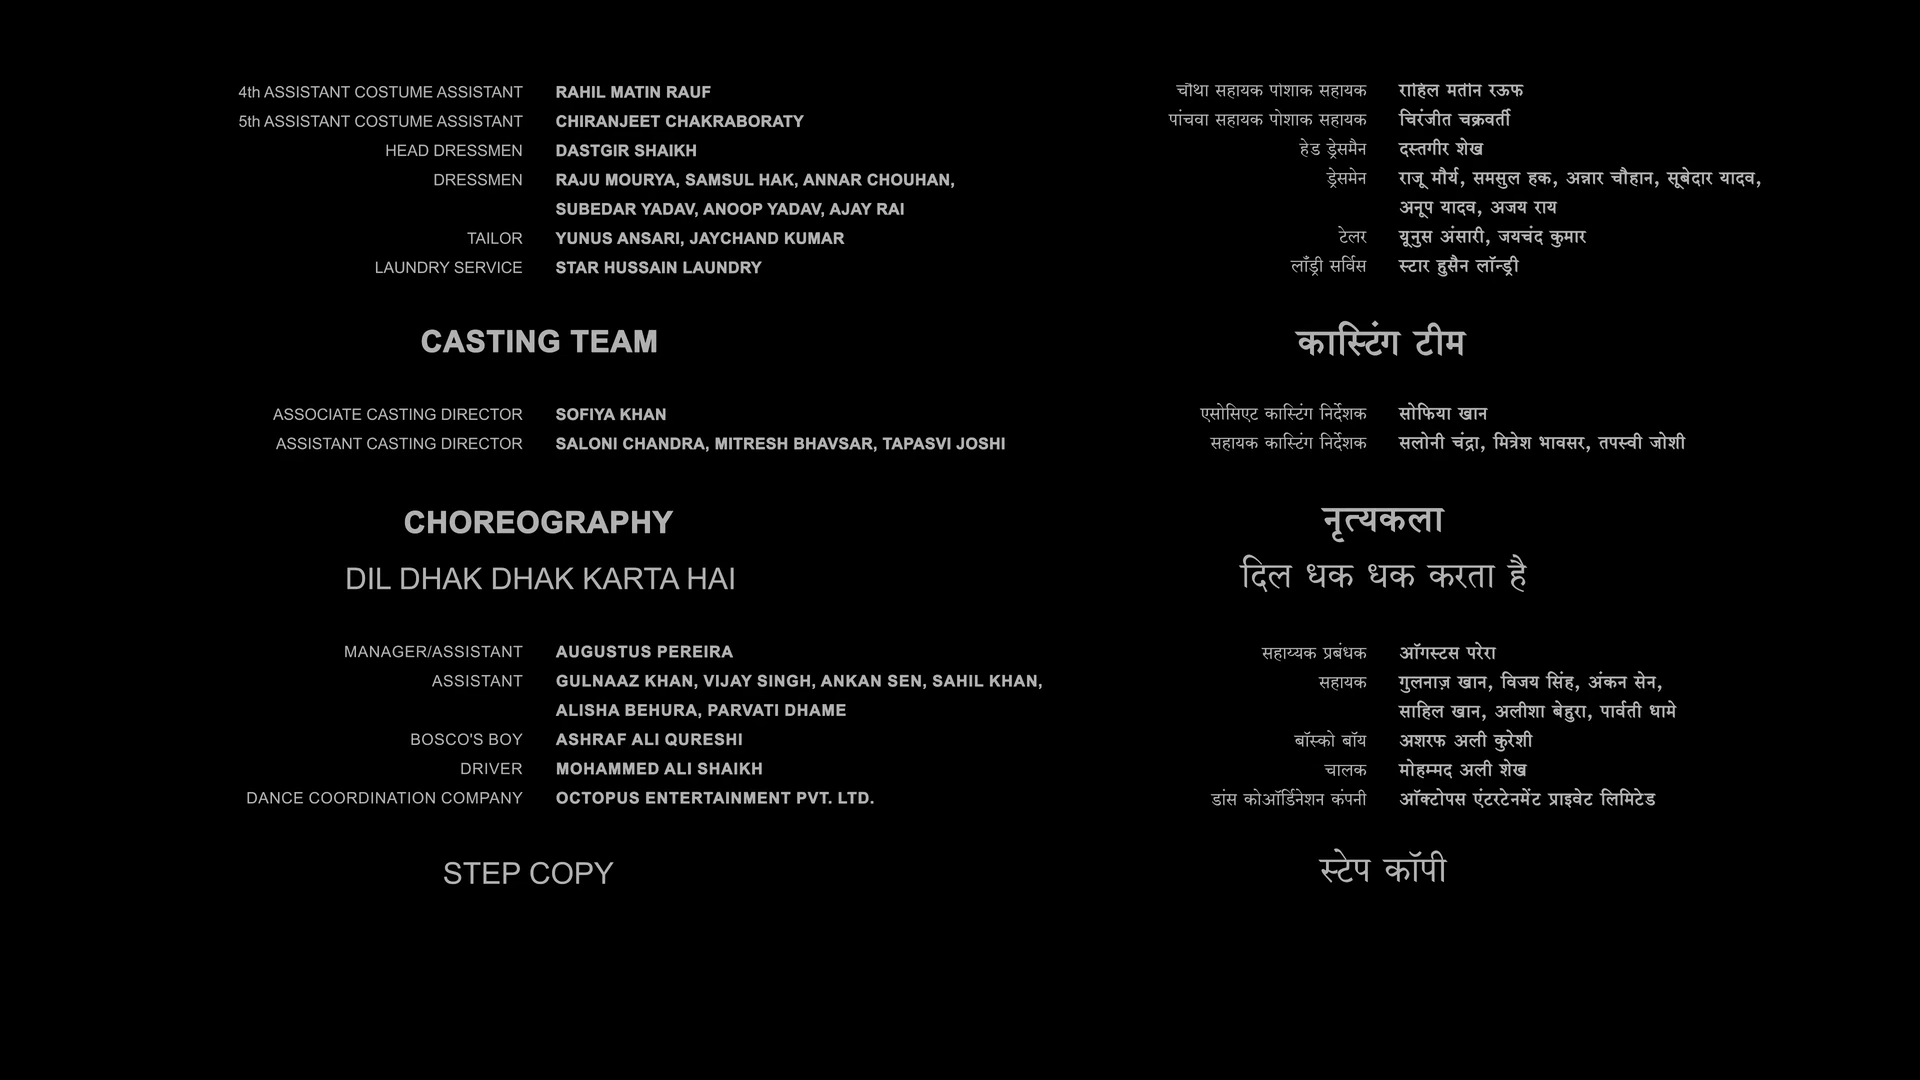 4th ASSISTANT COSTUME ASSISTANT RAHIL MATIN RAUF
5th ASSISTANT COSTUME ASSISTANT CHIRANJEET CHAKRABORATY
HEAD DRESSMEN DASTGIR SHAIKH
DRESSMEN RAJU MOURYA, SAMSUL HAK, ANNAR CHOUHAN,
SUBEDAR YADAV, ANOOP YADAV, AJAY RAI
TAILOR YUNUS ANSARI, JAYCHAND KUMAR
LAUNDRY SERVICE STAR HUSSAIN LAUNDRY
CASTING TEAM
ASSOCIATE CASTING DIRECTOR SOFIYA KHAN
ASSISTANT CASTING DIRECTOR SALONI CHANDRA, MITRESH BHAVSAR, TAPASVI JOSHI
CHOREOGRAPHY
DIL DHAK DHAK KARTA HAI
MANAGER/ASSISTANT AUGUSTUS PEREIRA
ASSISTANT GULNAAZ KHAN, VIJAY SINGH, ANKAN SEN, SAHIL KHAN,
ALISHA BEHURA, PARVATI DHAME
BOSCO'S BOY ASHRAF ALI QURESHI
DRIVER MOHAMMED ALI SHAIKH
DANCE COORDINATION COMPANY OCTOPUS ENTERTAINMENT PVT. LTD.
STEP COPY
चौथा सहायक पोशाक सहायक राहिल मतीन रऊफ
पांचवा सहायक पोशाक सहायक चिरंजीत चक्रवर्ती
हेड ड्रेसमैन दस्तगीर शेख
ड्रेसमेन राजू मौर्य, समसुल हक, अन्नार चौहान, सूबेदार यादव,
अनूप यादव, अजय राय
टेलर यूनुस अंसारी, जयचंद कुमार
लॉंड्री सर्विस स्टार हुसैन लॉन्ड्री
कास्टिंग टीम
एसोसिएट कास्टिंग निर्देशक सोफिया खान
सहायक कास्टिंग निर्देशक सलोनी चंद्रा, मित्रेश भावसर, तपस्वी जोशी
नृत्यकला
दिल धक धक करता है
सहाय्यक प्रबंधक ऑगस्टस परेरा
सहायक गुलनाज़ खान, विजय सिंह, अंकन सेन,
साहिल खान, अलीशा बेहुरा, पार्वती धामे
बॉस्को बॉय अशरफ अली कुरेशी
चालक मोहम्मद अली शेख
डांस कोऑर्डिनेशन कंपनी ऑक्टोपस एंटरटेनमेंट प्राइवेट लिमिटेड
स्टेप कॉपी